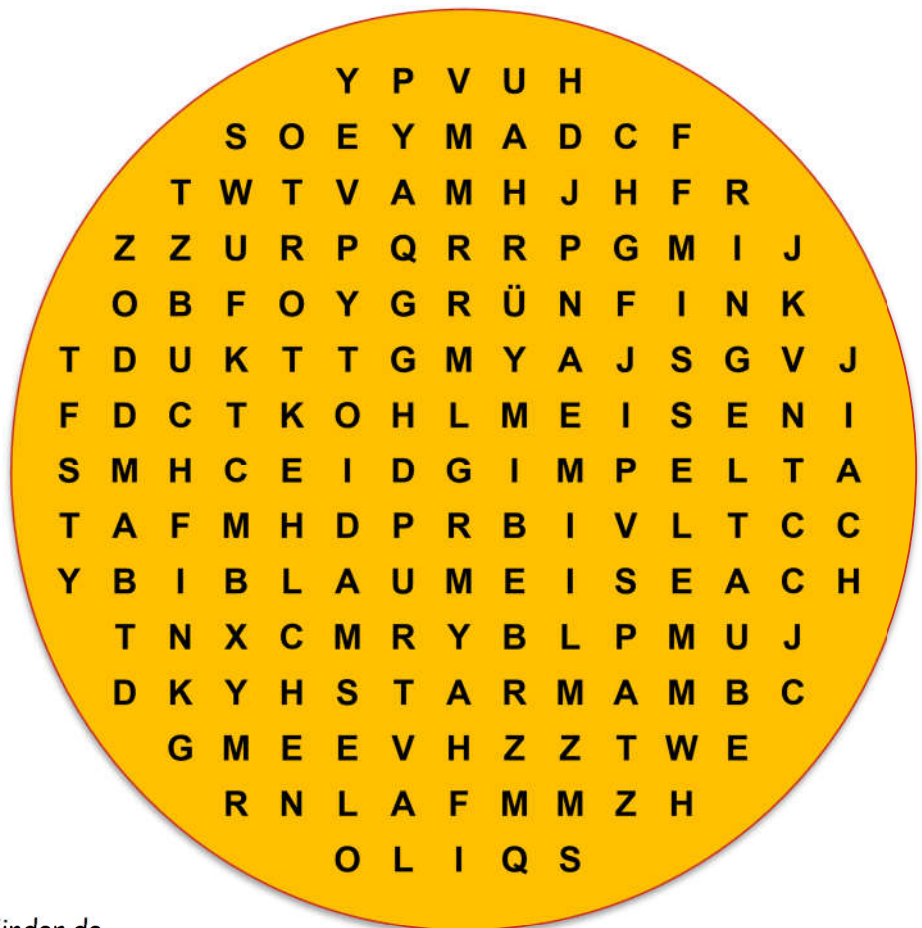 Y P V U H
S O E Y M A D C F
T W T V A M H J H F R
Z Z U R P Q R R P G M I J
O B F O Y G R Ü N F I N K
T D U K T T G M Y A J S G V J
F D C T K O H L M E I S E N I
S M H C E I D G I M P E L T A
T A F M H D P R B I V L T C C
Y B I B L A U M E I S E A C H
T N X C M R Y B L P M U J
D K Y H S T A R M A M B C
G M E E V H Z Z T W E
R N L A F M M Z H
O L I Q S